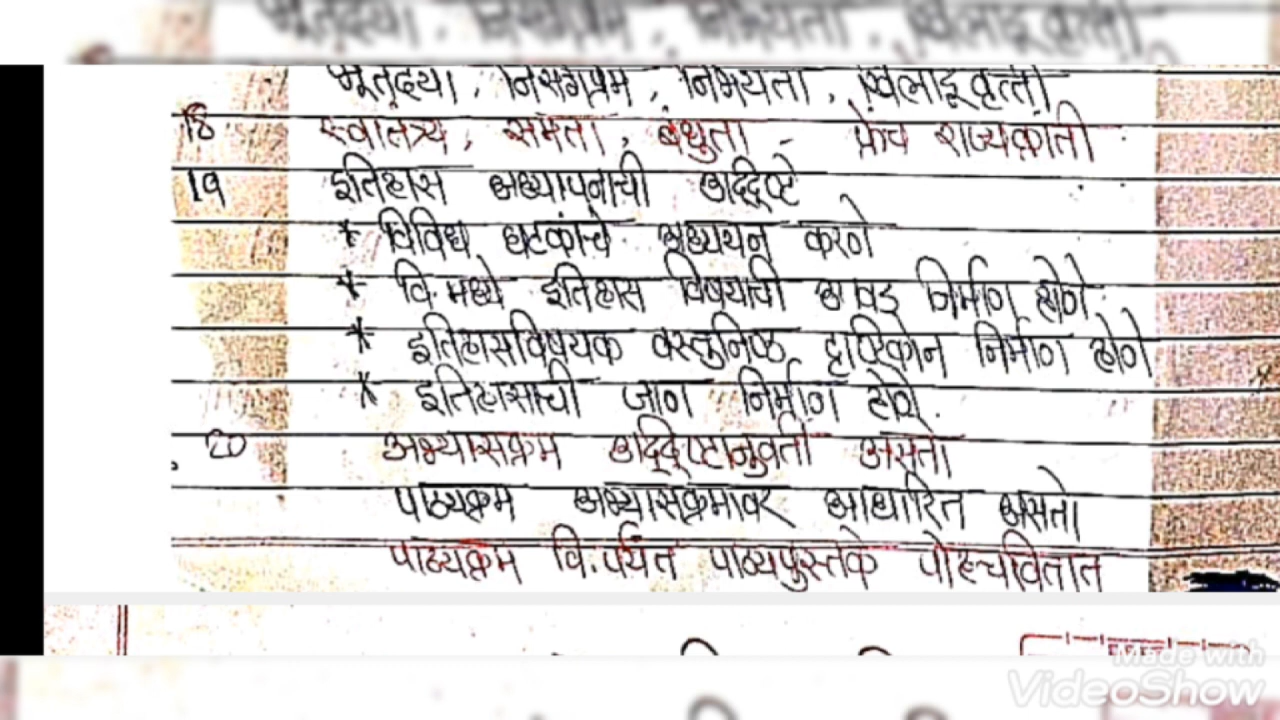 भूतदया, निसर्गप्रेम, निर्भयता, खिलाडूवृत्ती
18 स्वातंत्र्य, समता, बंधुता - फ्रेंच राज्यक्रांती
19 इतिहास अध्यापनाची उद्दिष्टे
* विविध घटकांचे अध्ययन करणे
* वि.मध्ये इतिहास विषयाची आवड निर्माण होणे
* इतिहासविषयक वस्तुनिष्ठ दृष्टिकोन निर्माण होणे
* इतिहासाची जाण निर्माण होणे.
20 अभ्यासक्रम उद्दिष्टानुवर्ती असतो
पाठ्यक्रम अभ्यासक्रमावर आधारित असतो
पाठ्यक्रम वि.पर्यंत पाठ्यपुस्तके पोहचवितात
Made with
VideoShow